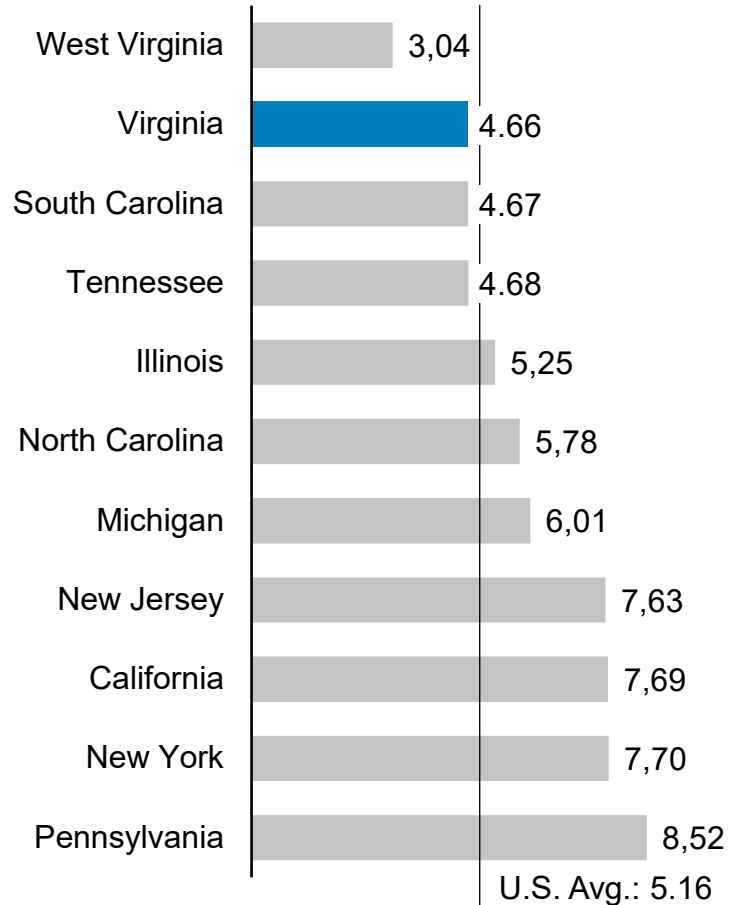 West Virginia 3,04
Virginia 4.66
South Carolina 4.67
Tennessee 4.68
Illinois 5,25
North Carolina 5,78
Michigan 6,01
New Jersey 7,63
California 7,69
New York 7,70
Pennsylvania 8,52
U.S. Avg.: 5.16